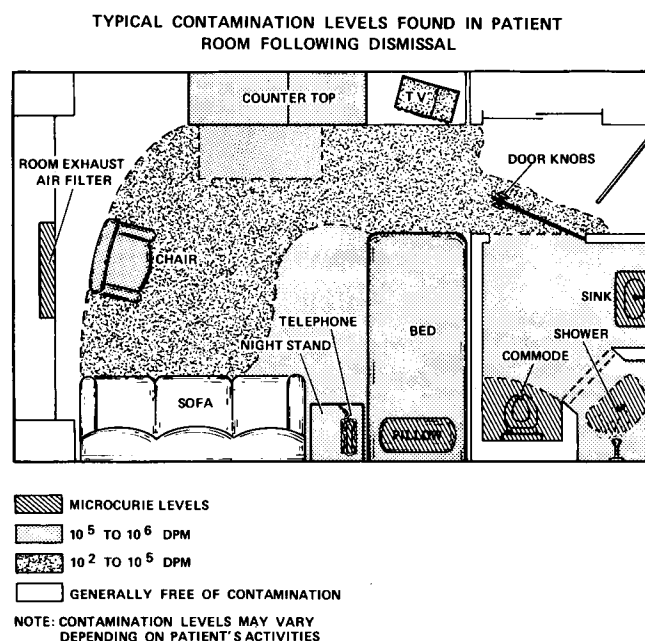 TYPICAL CONTAMINATION LEVELS FOUND IN PATIENT
ROOM FOLLOWING DISMISSAL
COUNTER TOP
TV
ROOM EXHAUST
AIR FILTER
DOOR KNOBS
CHAIR
SINK
TELEPHONE
NIGHT STAND
BED
SHOWER
COMMODE
SOFA
PILLOW
MICROCURIE LEVELS
10⁵ TO 10⁶ DPM
10² TO 10⁵ DPM
GENERALLY FREE OF CONTAMINATION
NOTE: CONTAMINATION LEVELS MAY VARY
DEPENDING ON PATIENT'S ACTIVITIES